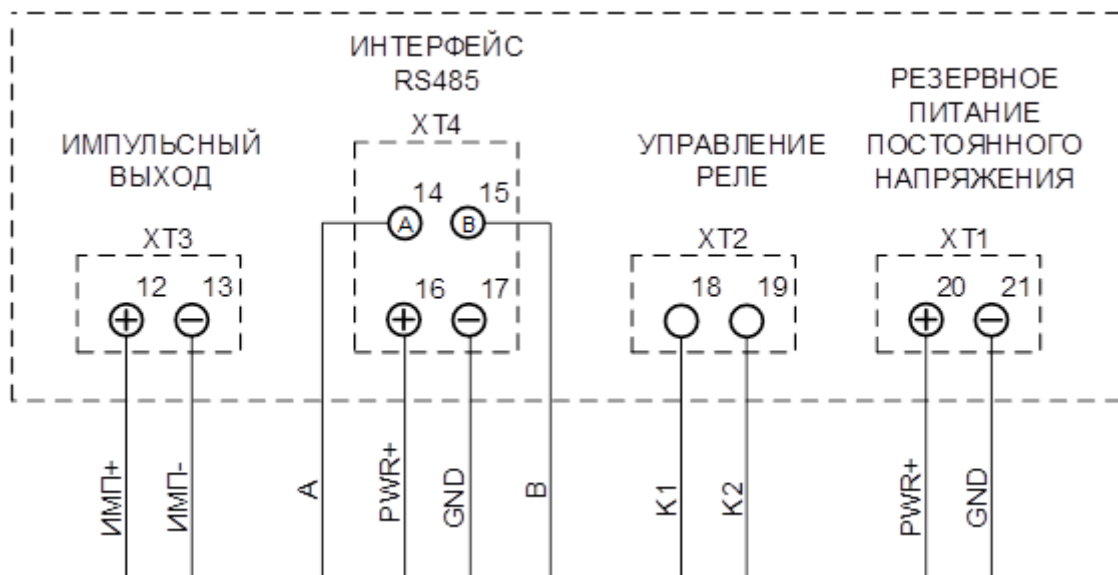 ИНТЕРФЕЙС
RS485
XT4
РЕЗЕРВНОЕ
ПИТАНИЕ
ПОСТОЯННОГО
НАПРЯЖЕНИЯ
ИМПУЛЬСНЫЙ
ВЫХОД
УПРАВЛЕНИЕ
РЕЛЕ
14 15
A B
XT3
12 13
+ −
16 17
+ −
XT2
18 19
XT1
20 21
+ −
ИМП+
ИМП-
A
PWR+
GND
B
K1
K2
PWR+
GND